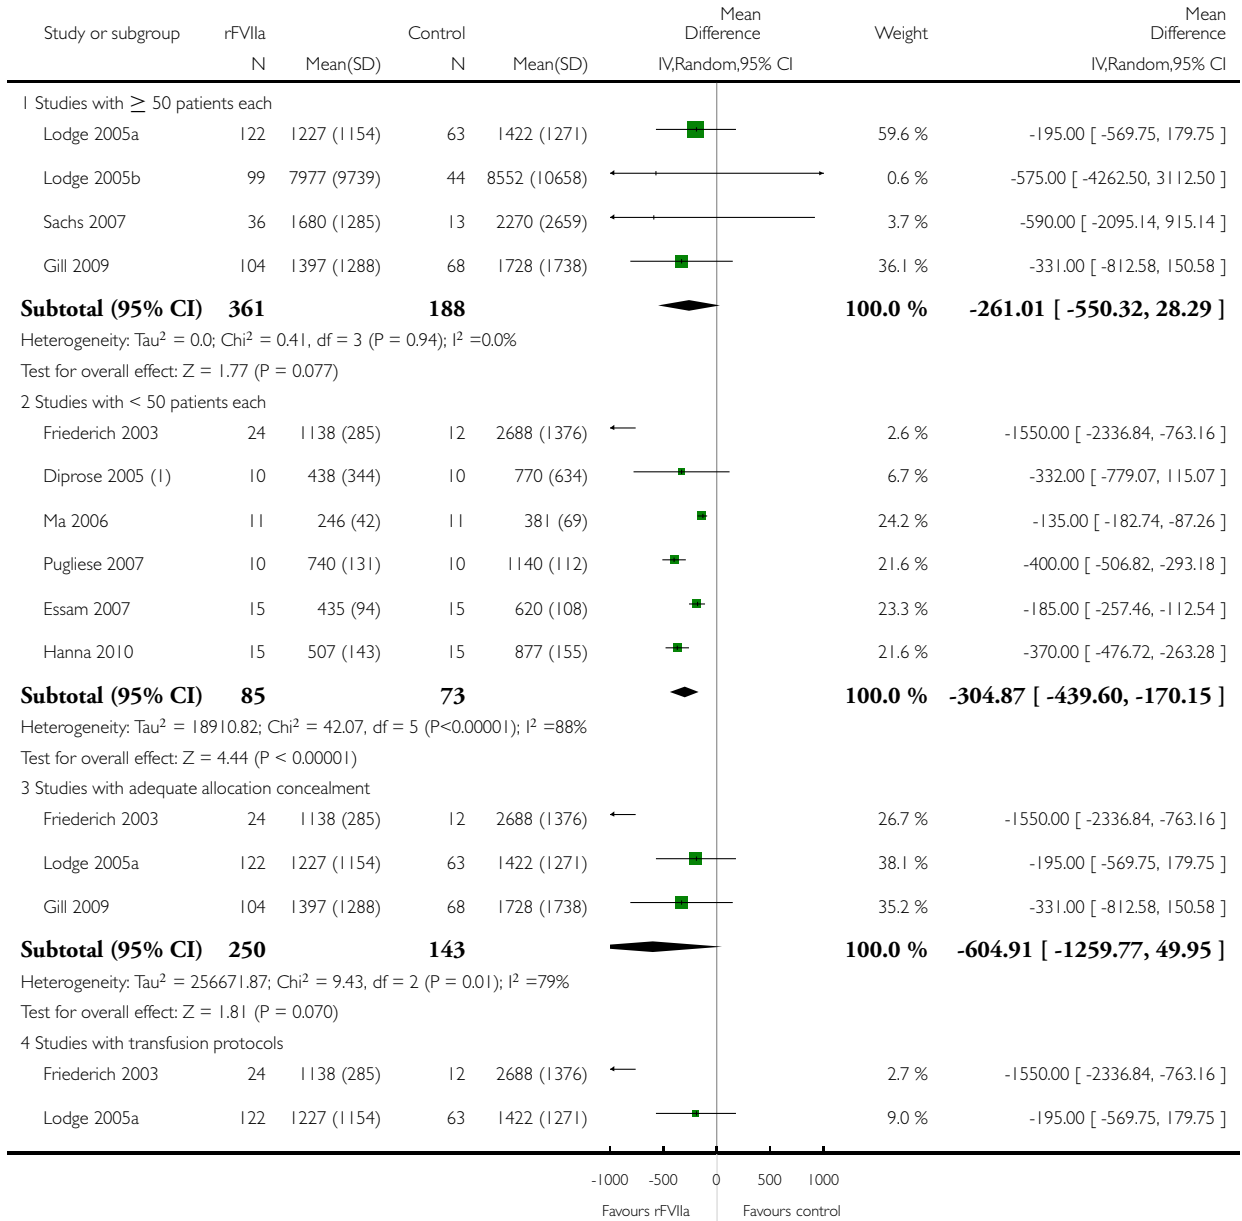 Mean Mean
Study or subgroup rFVIIa Control Difference Weight Difference
N Mean(SD) N Mean(SD) IV,Random,95% CI IV,Random,95% CI
1 Studies with ≥ 50 patients each
Lodge 2005a 122 1227 (1154) 63 1422 (1271) 59.6 % -195.00 [ -569.75, 179.75 ]
Lodge 2005b 99 7977 (9739) 44 8552 (10658) 0.6 % -575.00 [ -4262.50, 3112.50 ]
Sachs 2007 36 1680 (1285) 13 2270 (2659) 3.7 % -590.00 [ -2095.14, 915.14 ]
Gill 2009 104 1397 (1288) 68 1728 (1738) 36.1 % -331.00 [ -812.58, 150.58 ]
Subtotal (95% CI) 361 188 100.0 % -261.01 [ -550.32, 28.29 ]
Heterogeneity: Tau² = 0.0; Chi² = 0.41, df = 3 (P = 0.94); I² =0.0%
Test for overall effect: Z = 1.77 (P = 0.077)
2 Studies with < 50 patients each
Friederich 2003 24 1138 (285) 12 2688 (1376) 2.6 % -1550.00 [ -2336.84, -763.16 ]
Diprose 2005 (1) 10 438 (344) 10 770 (634) 6.7 % -332.00 [ -779.07, 115.07 ]
Ma 2006 11 246 (42) 11 381 (69) 24.2 % -135.00 [ -182.74, -87.26 ]
Pugliese 2007 10 740 (131) 10 1140 (112) 21.6 % -400.00 [ -506.82, -293.18 ]
Essam 2007 15 435 (94) 15 620 (108) 23.3 % -185.00 [ -257.46, -112.54 ]
Hanna 2010 15 507 (143) 15 877 (155) 21.6 % -370.00 [ -476.72, -263.28 ]
Subtotal (95% CI) 85 73 100.0 % -304.87 [ -439.60, -170.15 ]
Heterogeneity: Tau² = 18910.82; Chi² = 42.07, df = 5 (P<0.00001); I² =88%
Test for overall effect: Z = 4.44 (P < 0.00001)
3 Studies with adequate allocation concealment
Friederich 2003 24 1138 (285) 12 2688 (1376) 26.7 % -1550.00 [ -2336.84, -763.16 ]
Lodge 2005a 122 1227 (1154) 63 1422 (1271) 38.1 % -195.00 [ -569.75, 179.75 ]
Gill 2009 104 1397 (1288) 68 1728 (1738) 35.2 % -331.00 [ -812.58, 150.58 ]
Subtotal (95% CI) 250 143 100.0 % -604.91 [ -1259.77, 49.95 ]
Heterogeneity: Tau² = 256671.87; Chi² = 9.43, df = 2 (P = 0.01); I² =79%
Test for overall effect: Z = 1.81 (P = 0.070)
4 Studies with transfusion protocols
Friederich 2003 24 1138 (285) 12 2688 (1376) 2.7 % -1550.00 [ -2336.84, -763.16 ]
Lodge 2005a 122 1227 (1154) 63 1422 (1271) 9.0 % -195.00 [ -569.75, 179.75 ]
-1000 -500 0 500 1000
Favours rFVIIa Favours control